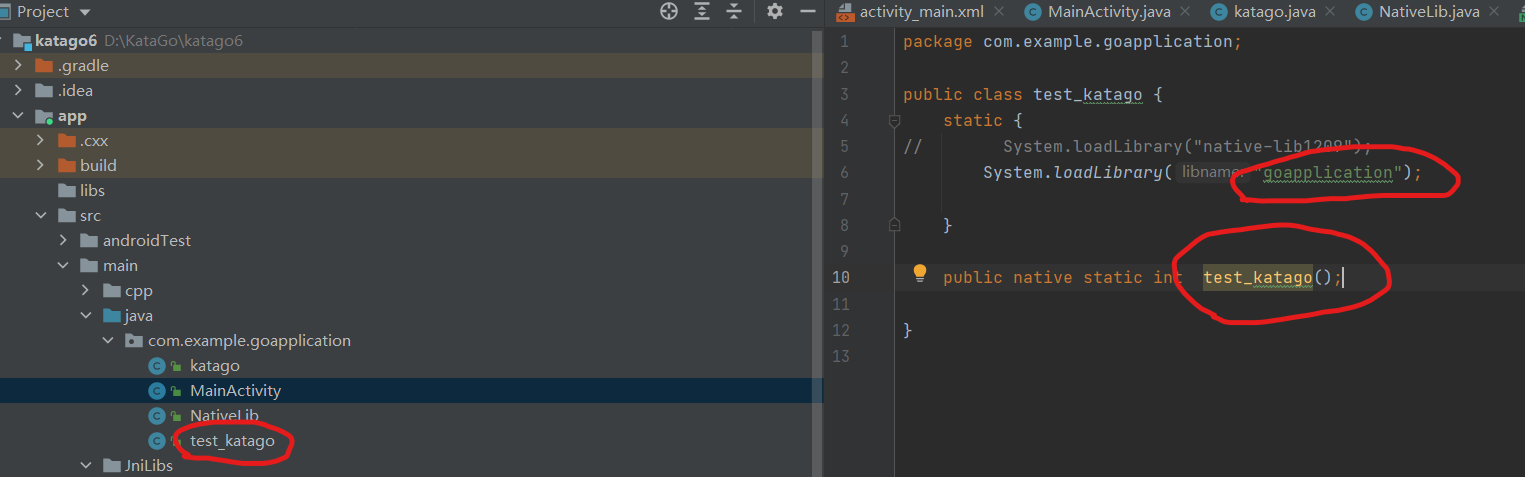 Project
katago6 D:\KataGo\katago6
.gradle
.idea
app
.cxx
build
libs
src
androidTest
main
cpp
java
com.example.goapplication
katago
MainActivity
NativeLib
test_katago
JniLibs
activity_main.xml MainActivity.java katago.java NativeLib.java
1 package com.example.goapplication;
2
3 public class test_katago {
4 static {
5 // System.loadLibrary("native-lib1209");
6 System.loadLibrary( libname: "goapplication");
7
8 }
9
10 public native static int test_katago();
11
12 }
13